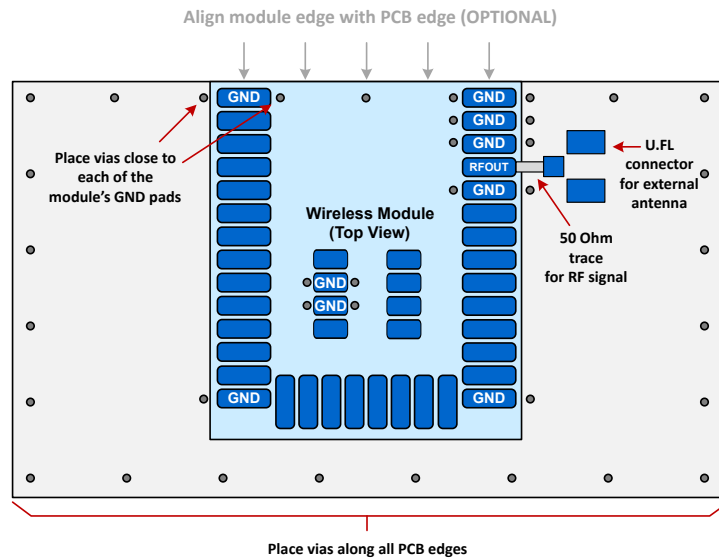 Align module edge with PCB edge (OPTIONAL)
GND
GND
GND
GND
RFOUT
GND
Place vias close to
each of the
module's GND pads
U.FL
connector
for external
antenna
Wireless Module
(Top View)
50 Ohm
trace
for RF signal
GND
GND
GND
GND
Place vias along all PCB edges